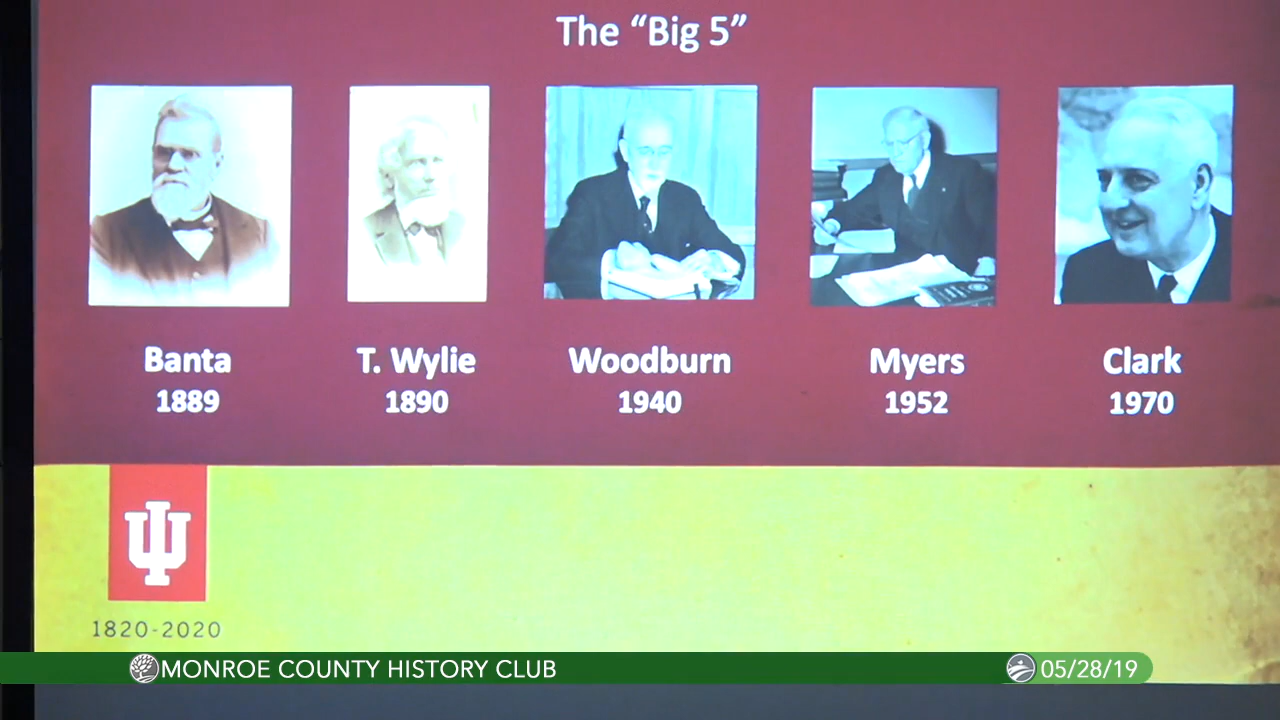 The “Big 5”
Banta
1889
T. Wylie
1890
Woodburn
1940
Myers
1952
Clark
1970
1820-2020
MONROE COUNTY HISTORY CLUB
05/28/19